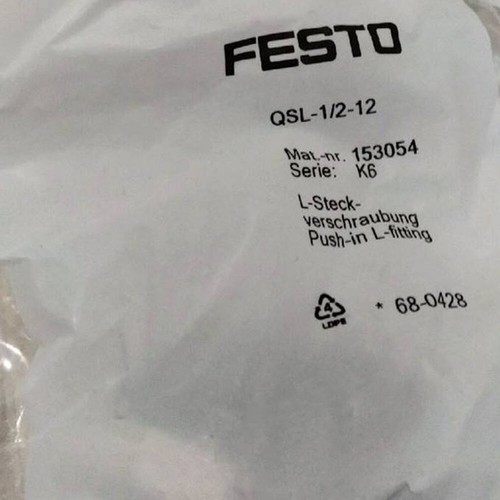 FESTO
QSL-1/2-12
Mat.-nr. 153054
Serie: K6
L-Steck-
verschraubung
Push-in L-fitting
4
LDPE
* 68-0428